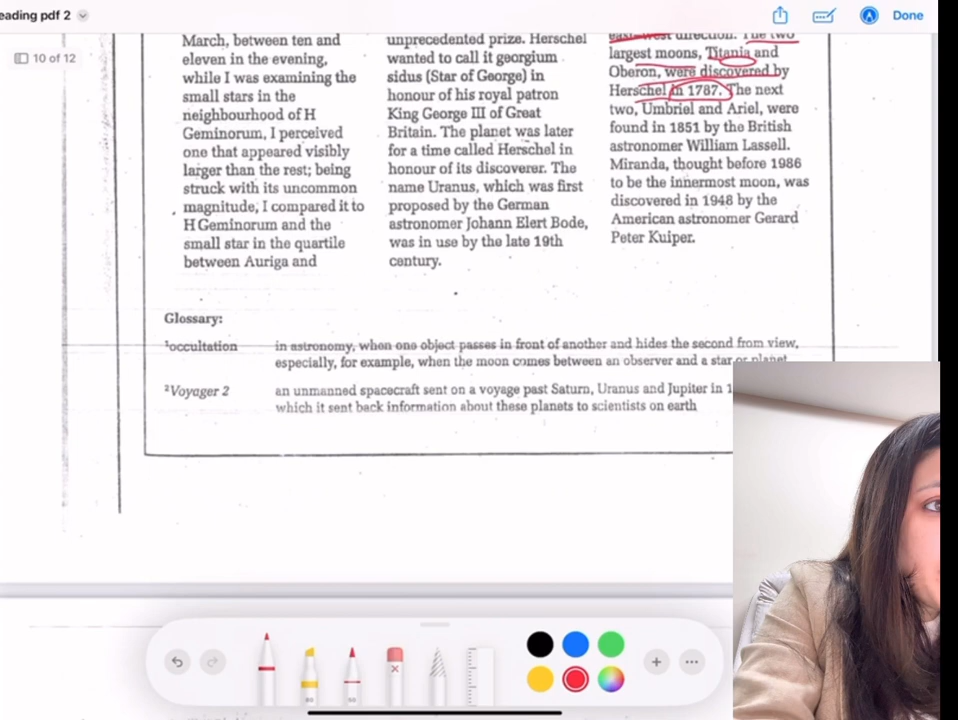 eading pdf 2
Done
10 of 12
March, between ten and
eleven in the evening,
while I was examining the
small stars in the
neighbourhood of H
Geminorum, I perceived
one that appeared visibly
larger than the rest; being
struck with its uncommon
magnitude, I compared it to
H Geminorum and the
small star in the quartile
between Auriga and
unprecedented prize. Herschel
wanted to call it georgium
sidus (Star of George) in
honour of his royal patron
King George III of Great
Britain. The planet was later
for a time called Herschel in
honour of its discoverer. The
name Uranus, which was first
proposed by the German
astronomer Johann Elert Bode,
was in use by the late 19th
century.
east-west direction. The two
largest moons, Titania and
Oberon, were discovered by
Herschel in 1787. The next
two, Umbriel and Ariel, were
found in 1851 by the British
astronomer William Lassell.
Miranda, thought before 1986
to be the innermost moon, was
discovered in 1948 by the
American astronomer Gerard
Peter Kuiper.
Glossary:
¹occultation in astronomy, when one object passes in front of another and hides the second from view,
especially, for example, when the moon comes between an observer and a star or planet
²Voyager 2 an unmanned spacecraft sent on a voyage past Saturn, Uranus and Jupiter in 1
which it sent back information about these planets to scientists on earth